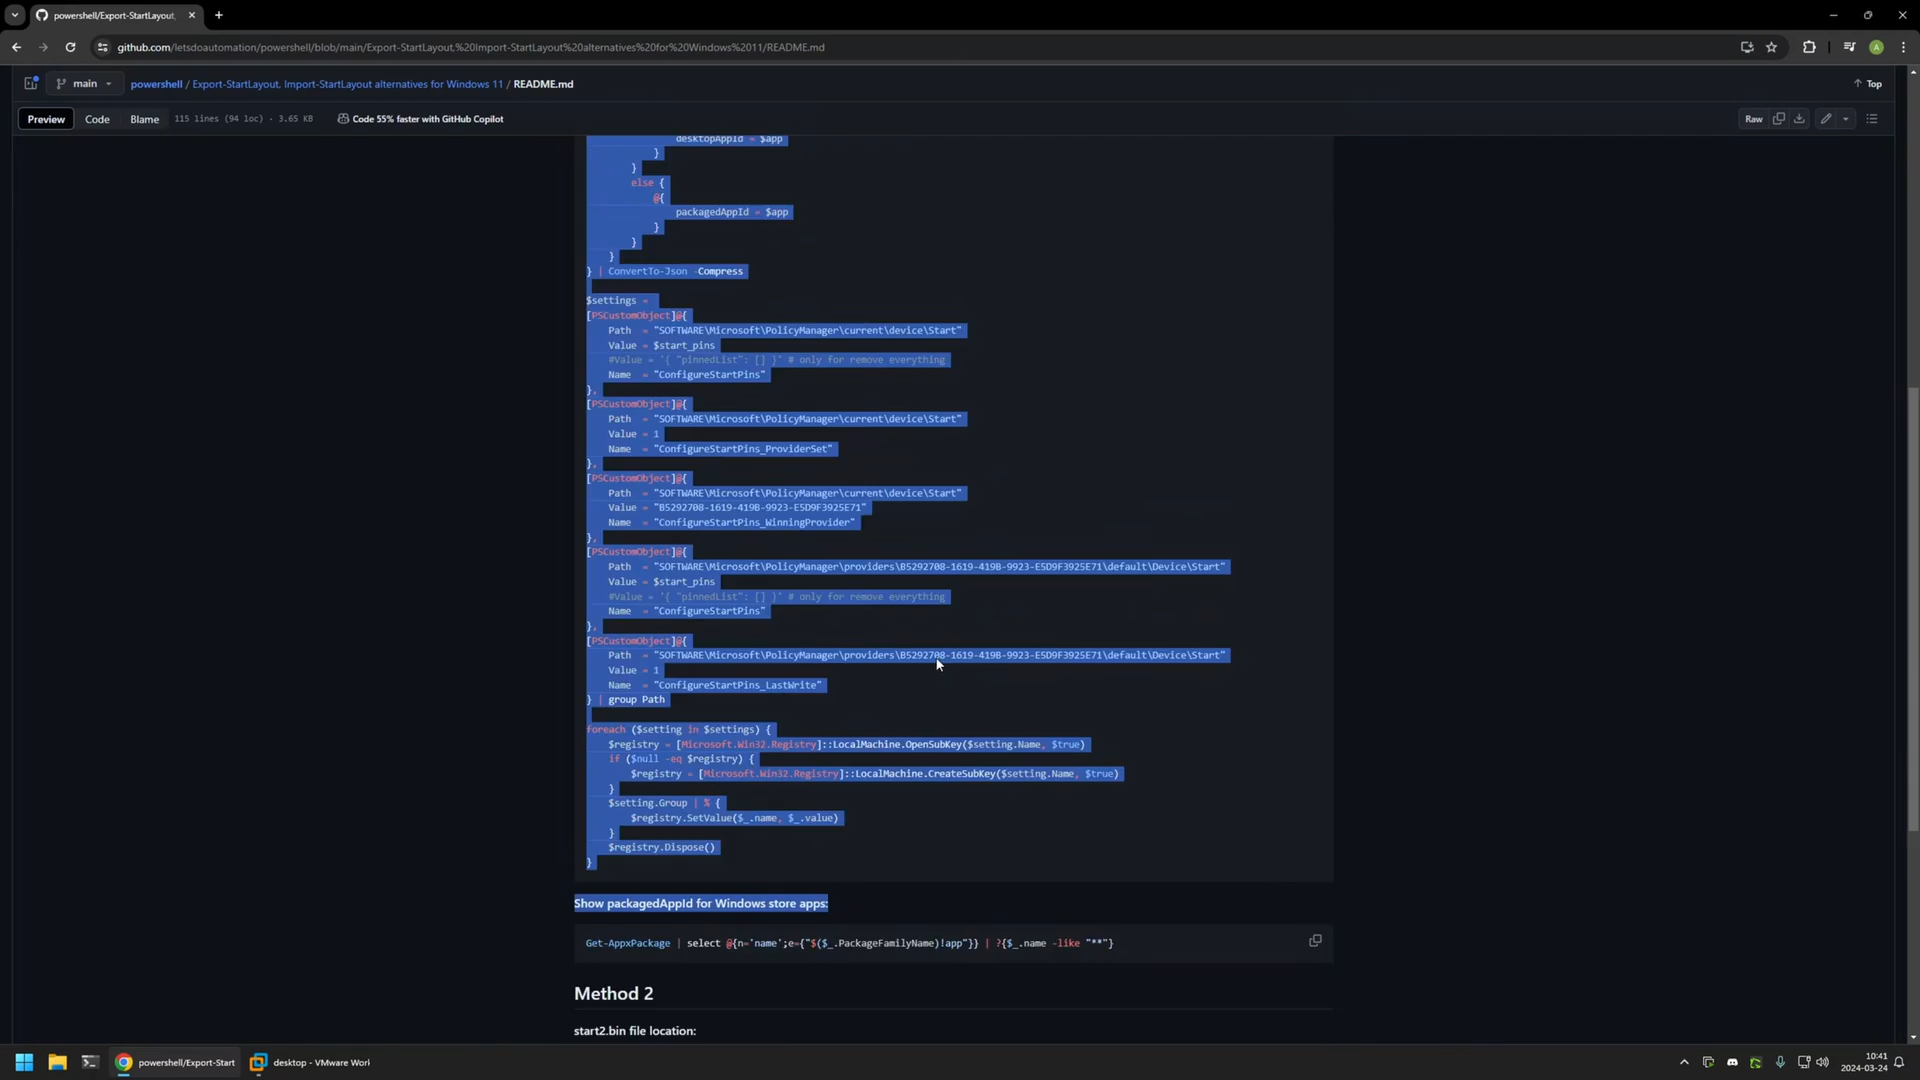 powershell/Export-StartLayout,
github.com/letsdoautomation/powershell/blob/main/Export-StartLayout,%20Import-StartLayout%20alternatives%20for%20Windows%2011/README.md
A
main
powershell / Export-StartLayout, Import-StartLayout alternatives for Windows 11 / README.md
Top
Preview
Code
Blame
115 lines (94 loc) · 3.65 KB
Code 55% faster with GitHub Copilot
Raw
desktopAppId = $app
}
}
else {
@{
packagedAppId = $app
}
}
}
} | ConvertTo-Json -Compress
$settings =
[PSCustomObject]@{
Path = "SOFTWARE\Microsoft\PolicyManager\current\device\Start"
Value = $start_pins
#Value = '{ "pinnedList": [] }' # only for remove everything
Name = "ConfigureStartPins"
},
[PSCustomObject]@{
Path = "SOFTWARE\Microsoft\PolicyManager\current\device\Start"
Value = 1
Name = "ConfigureStartPins_ProviderSet"
},
[PSCustomObject]@{
Path = "SOFTWARE\Microsoft\PolicyManager\current\device\Start"
Value = "B5292708-1619-419B-9923-E5D9F3925E71"
Name = "ConfigureStartPins_WinningProvider"
},
[PSCustomObject]@{
Path = "SOFTWARE\Microsoft\PolicyManager\providers\B5292708-1619-419B-9923-E5D9F3925E71\default\Device\Start"
Value = $start_pins
#Value = '{ "pinnedList": [] }' # only for remove everything
Name = "ConfigureStartPins"
},
[PSCustomObject]@{
Path = "SOFTWARE\Microsoft\PolicyManager\providers\B5292708-1619-419B-9923-E5D9F3925E71\default\Device\Start"
Value = 1
Name = "ConfigureStartPins_LastWrite"
} | group Path
foreach ($setting in $settings) {
$registry = [Microsoft.Win32.Registry]::LocalMachine.OpenSubKey($setting.Name, $true)
if ($null -eq $registry) {
$registry = [Microsoft.Win32.Registry]::LocalMachine.CreateSubKey($setting.Name, $true)
}
$setting.Group | % {
$registry.SetValue($_.name, $_.value)
}
$registry.Dispose()
}
Show packagedAppId for Windows store apps:
Get-AppxPackage | select @{n='name';e={"$($_.PackageFamilyName)!app"}} | ?{$_.name -like "**"}
Method 2
start2.bin file location:
powershell/Export-Start
desktop - VMware Work
10:41
2024-03-24